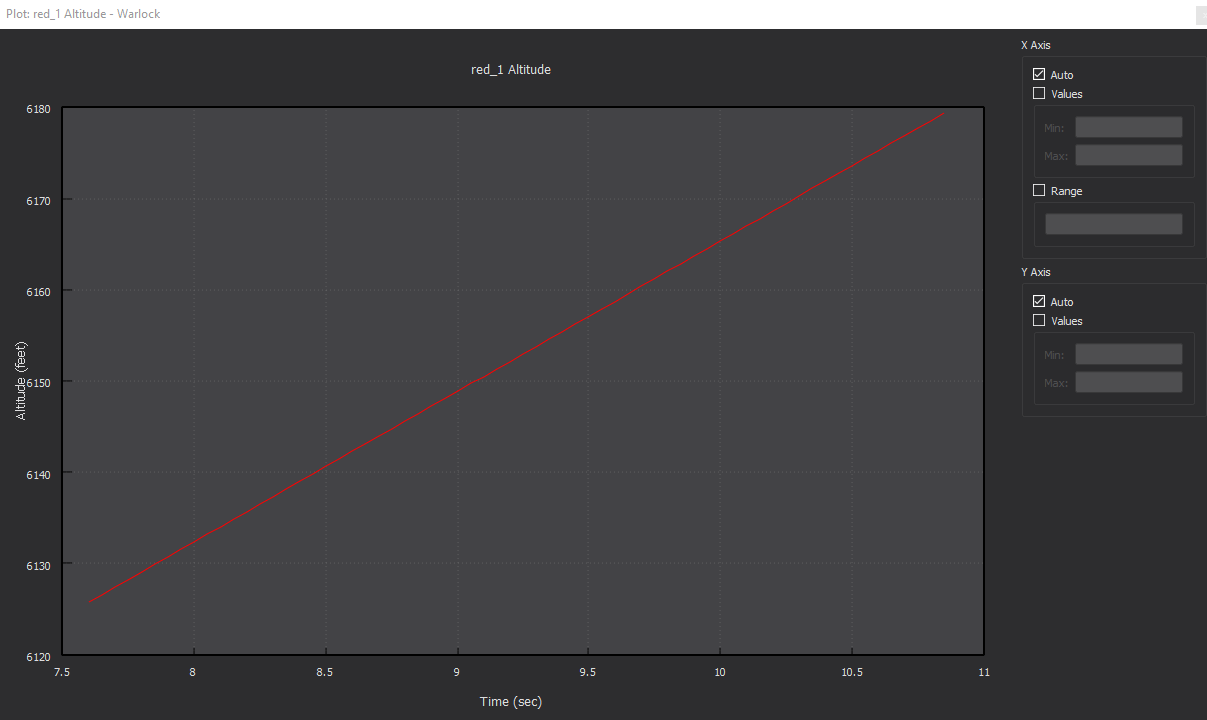 Plot: red_1 Altitude - Warlock
red_1 Altitude
6180
6170
6160
6150
6140
6130
6120
Altitude (feet)
7.5 8 8.5 9 9.5 10 10.5 11
Time (sec)
X Axis
Auto
Values
Min:
Max:
Range
Y Axis
Auto
Values
Min:
Max: